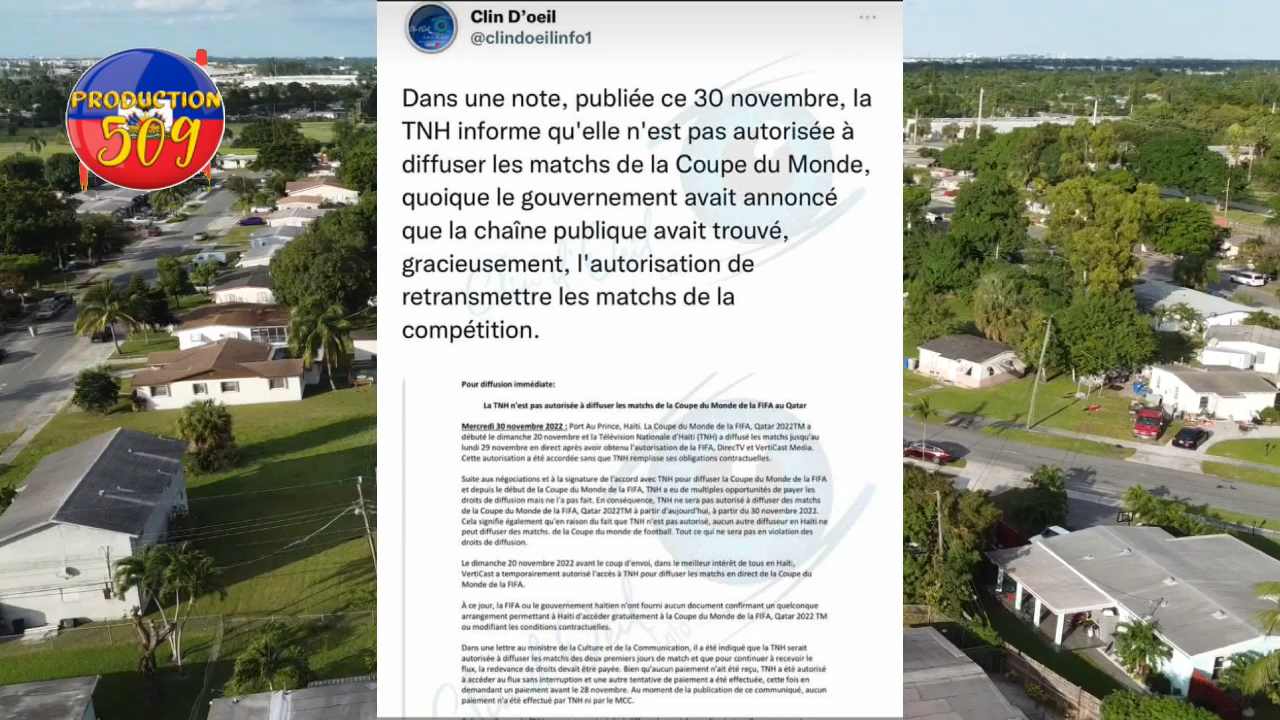 PRODUCTION
509
Clin D'oeil
@clindoeilinfo1
Dans une note, publiée ce 30 novembre, la
TNH informe qu'elle n'est pas autorisée à
diffuser les matchs de la Coupe du Monde,
quoique le gouvernement avait annoncé
que la chaîne publique avait trouvé,
gracieusement, l'autorisation de
retransmettre les matchs de la
compétition.
Pour diffusion immédiate:
La TNH n'est pas autorisée à diffuser les matchs de la Coupe du Monde de la FIFA au Qatar
Mercredi 30 novembre 2022 : Port Au Prince, Haïti. La Coupe du Monde de la FIFA, Qatar 2022TM a
débuté le dimanche 20 novembre et la Télévision Nationale d'Haïti (TNH) a diffusé les matchs jusqu'au
lundi 29 novembre en direct après avoir obtenu l'autorisation de la FIFA, DirecTV et VertiCast Media.
Cette autorisation a été accordée sans que TNH remplisse ses obligations contractuelles.
Suite aux négociations et à la signature de l'accord avec TNH pour diffuser la Coupe du Monde de la FIFA
et depuis le début de la Coupe du Monde de la FIFA, TNH a eu de multiples opportunités de payer les
droits de diffusion mais ne l'a pas fait. En conséquence, TNH ne sera pas autorisé à diffuser des matchs
de la Coupe du Monde de la FIFA, Qatar 2022TM à partir d'aujourd'hui, à partir du 30 novembre 2022.
Cela signifie également qu'en raison du fait que TNH n'est pas autorisé, aucun autre diffuseur en Haïti ne
peut diffuser des matchs. de la Coupe du monde de football. Tout ce qui ne sera pas en violation des
droits de diffusion.
Le dimanche 20 novembre 2022 avant le coup d'envoi, dans le meilleur intérêt de tous en Haïti,
VertiCast a temporairement autorisé l'accès à TNH pour diffuser les matchs en direct de la Coupe du
Monde de la FIFA.
À ce jour, la FIFA ou le gouvernement haïtien n'ont fourni aucun document confirmant un quelconque
arrangement permettant à Haïti d'accéder gratuitement à la Coupe du Monde de la FIFA, Qatar 2022 TM
ou modifiant les conditions contractuelles.
Dans une lettre au ministre de la Culture et de la Communication, il a été indiqué que la TNH serait
autorisée à diffuser les matchs des deux premiers jours de match et que pour continuer à recevoir le
flux, la redevance de droits devait être payée. Bien qu'aucun paiement n'ait été reçu, TNH a été autorisé
à accéder au flux sans interruption et une autre tentative de paiement a été effectuée, cette fois en
demandant un paiement avant le 28 novembre. Au moment de la publication de ce communiqué, aucun
paiement n'a été effectué par TNH ni par le MCC.